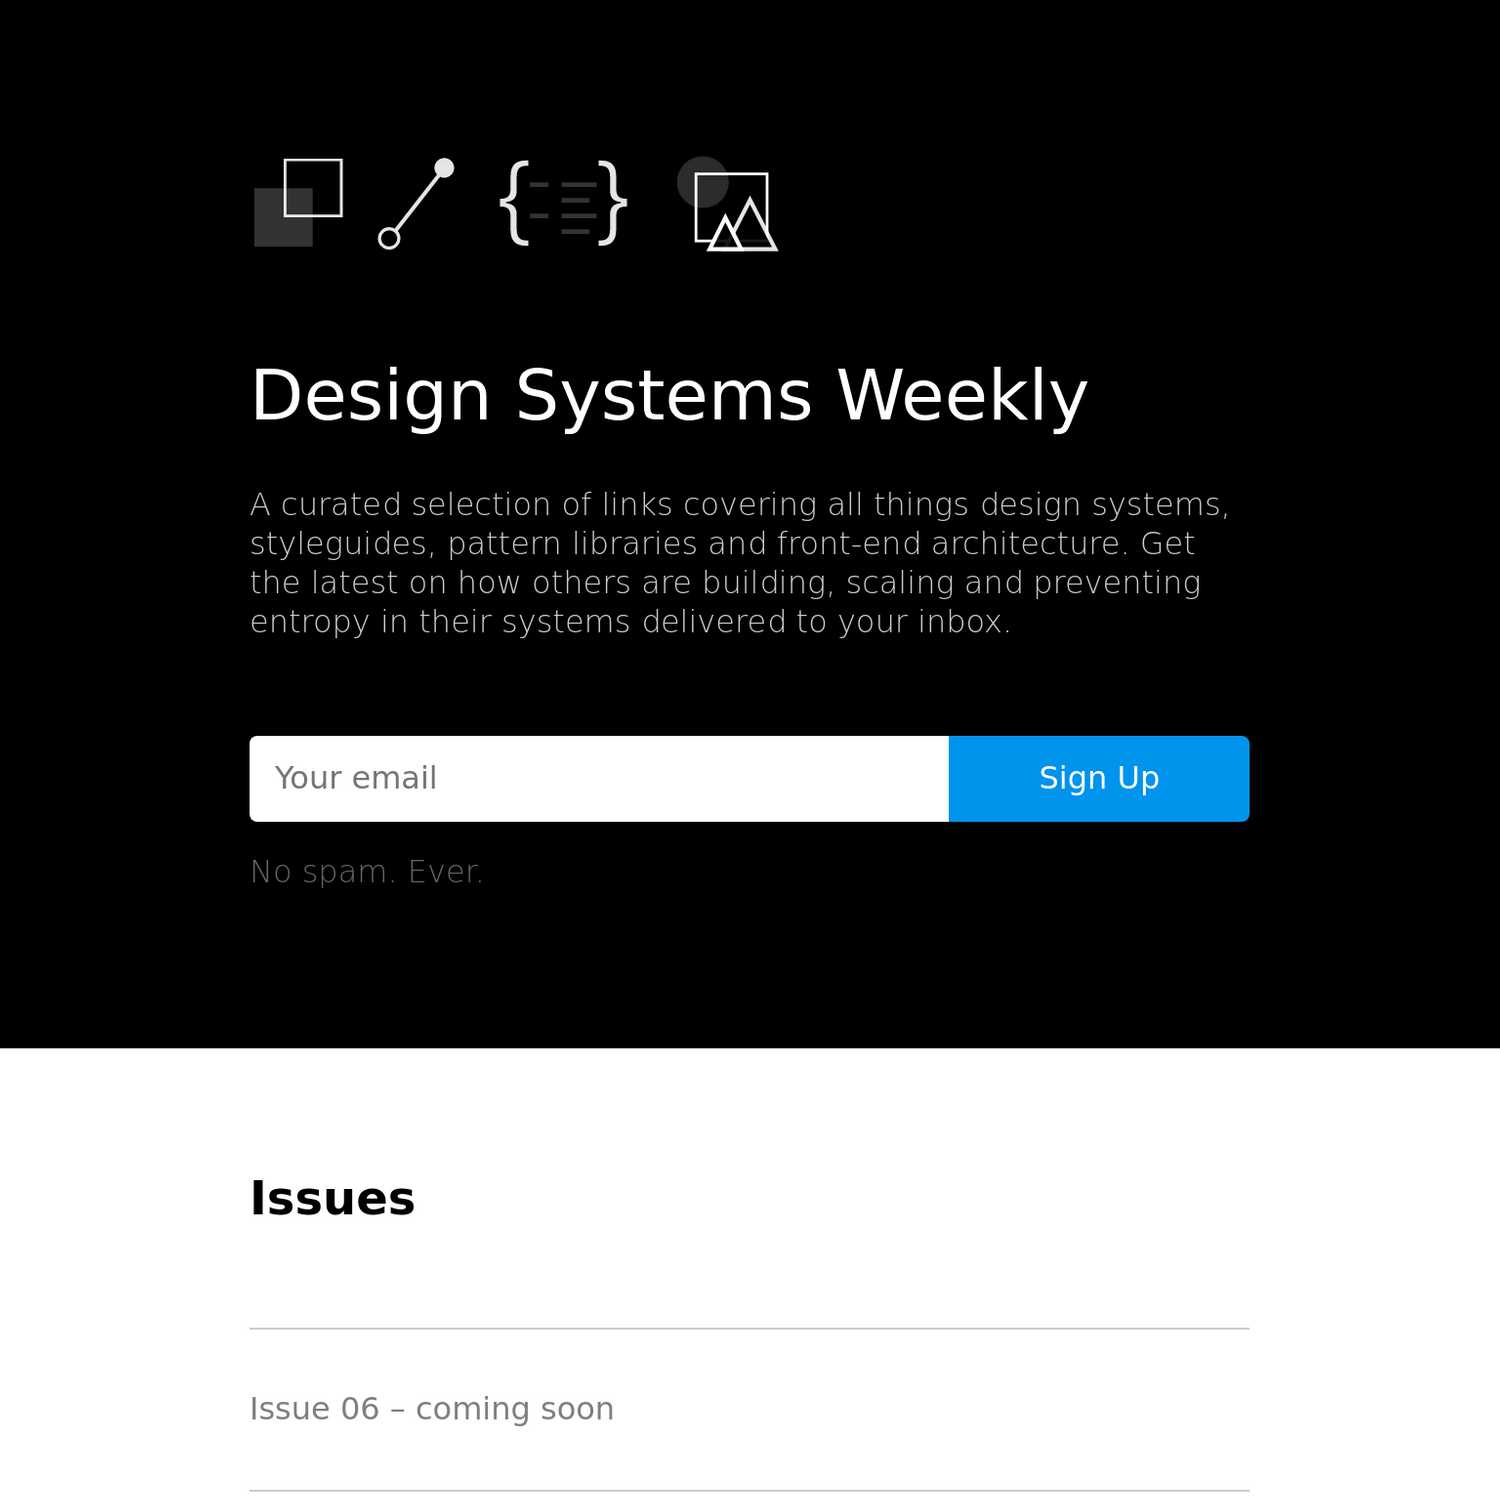 Design Systems Weekly
A curated selection of links covering all things design systems,
styleguides, pattern libraries and front-end architecture. Get
the latest on how others are building, scaling and preventing
entropy in their systems delivered to your inbox.
Your email
Sign Up
No spam. Ever.
Issues
Issue 06 – coming soon